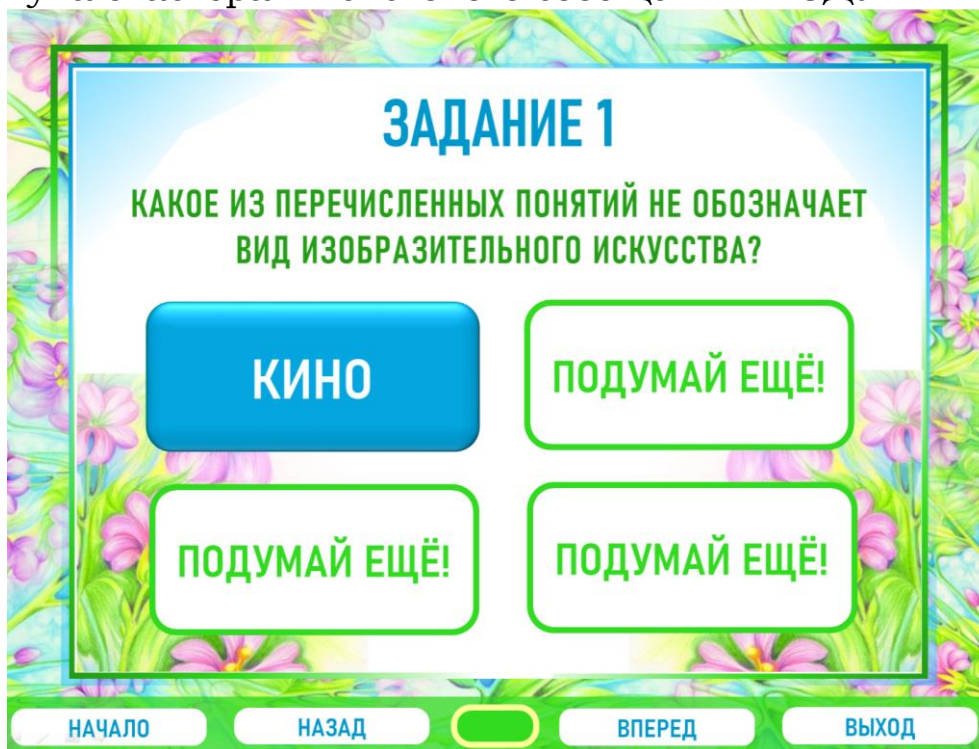 ЗАДАНИЕ 1
КАКОЕ ИЗ ПЕРЕЧИСЛЕННЫХ ПОНЯТИЙ НЕ ОБОЗНАЧАЕТ
ВИД ИЗОБРАЗИТЕЛЬНОГО ИСКУССТВА?
КИНО
ПОДУМАЙ ЕЩЁ!
ПОДУМАЙ ЕЩЁ!
ПОДУМАЙ ЕЩЁ!
НАЧАЛО
НАЗАД
ВПЕРЕД
ВЫХОД